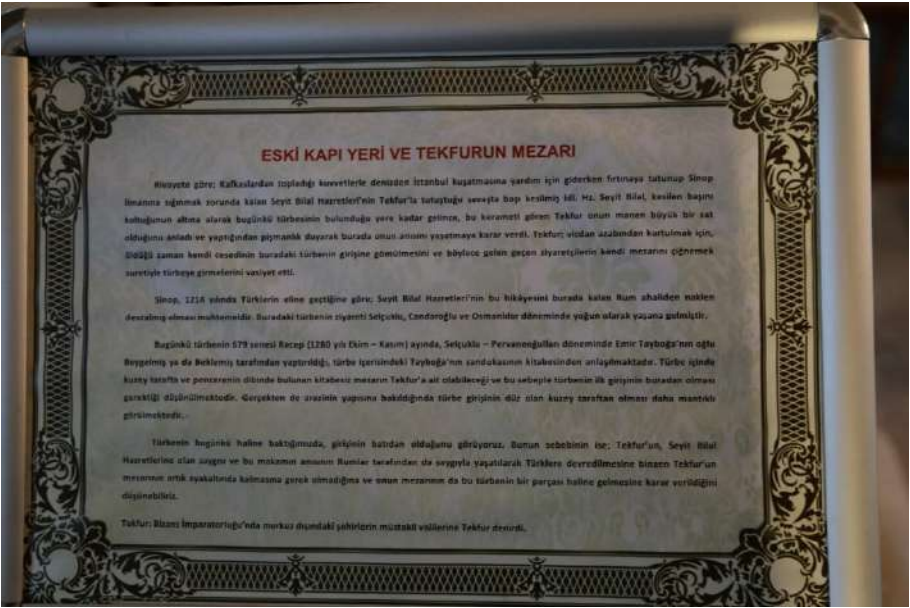 ESKİ KAPI YERİ VE TEKFURUN MEZARI
Rivayete göre; Kafkaslardan topladığı kuvvetlerle denizden İstanbul kuşatmasına yardım için giderken fırtınaya tutunup Sinop
limanına sığınmak zorunda kalan Seyit Bilal Hazretleri'nin Tekfur'la tutuştuğu savaşta başı kesilmiş idi. Hz. Seyit Bilal, kesilen başını
koltuğunun altına alarak bugünkü türbesinin bulunduğu yere kadar gelince, bu kerameti gören Tekfur onun manen büyük bir zat
olduğunu anladı ve yaptığından pişmanlık duyarak burada onun anısını yaşatmaya karar verdi. Tekfur; vicdan azabından kurtulmak için,
öldüğü zaman kendi cesedinin buradaki türbenin girişine gömülmesini ve böylece gelen geçen ziyaretçilerin kendi mezarını çiğnemek
suretiyle türbeye girmelerini vasiyet etti.
Sinop, 1214 yılında Türklerin eline geçtiğine göre; Seyit Bilal Hazretleri'nin bu hikâyesini burada kalan Rum ahaliden naklen
devralmış olması muhtemeldir. Buradaki türbenin ziyareti Selçuklu, Candaroğlu ve Osmanlılar döneminde yoğun olarak yaşana gelmiştir.
Bugünkü türbenin 679 senesi Recep (1280 yılı Ekim – Kasım) ayında, Selçuklu – Pervaneoğulları döneminde Emir Tayboğa'nın oğlu
Beygelmiş ya da Beklemiş tarafından yaptırıldığı, türbe içerisindeki Tayboğa'nın sandukasının kitabesinden anlaşılmaktadır. Türbe içinde
kuzey tarafta ve pencerenin dibinde bulunan kitabesiz mezarın Tekfur'a ait olabileceği ve bu sebeple türbenin ilk girişinin buradan olması
gerektiği düşünülmektedir. Gerçekten de arazinin yapısına bakıldığında türbe girişinin düz olan kuzey taraftan olması daha mantıklı
görülmektedir.
Türbenin bugünkü haline baktığımızda, girişinin batıdan olduğunu görüyoruz. Bunun sebebinin ise; Tekfur'un, Seyit Bilal
Hazretlerine olan saygısı ve bu makamın anısının Rumlar tarafından da saygıyla yaşatılarak Türklere devredilmesine binaen Tekfur'un
mezarının artık ayakaltında kalmasına gerek olmadığına ve onun mezarının da bu türbenin bir parçası haline gelmesine karar verildiğini
düşünebiliriz.
Tekfur: Bizans İmparatorluğu'nda merkez dışındaki şehirlerin müstakil valilerine Tekfur denirdi.